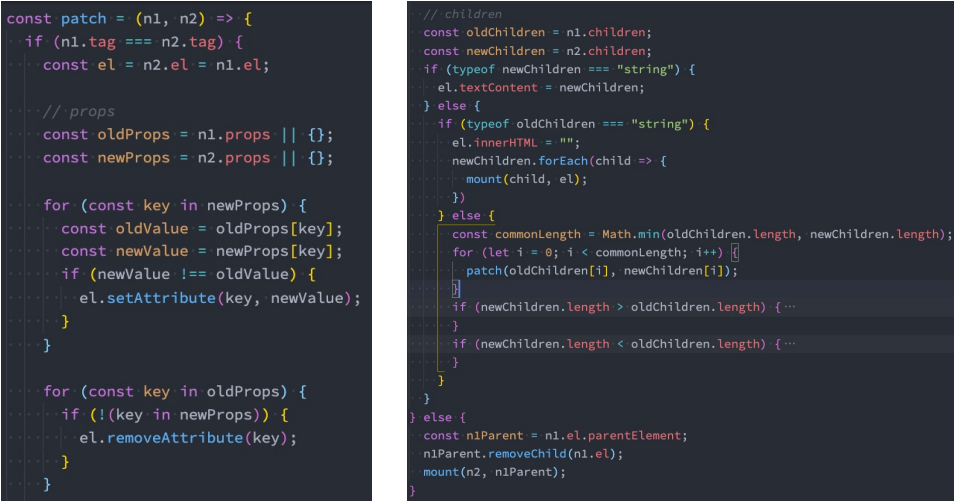 const patch = (n1, n2) => {
  if (n1.tag === n2.tag) {
    const el = n2.el = n1.el;
    // props
    const oldProps = n1.props || {};
    const newProps = n2.props || {};
    for (const key in newProps) {
      const oldValue = oldProps[key];
      const newValue = newProps[key];
      if (newValue !== oldValue) {
        el.setAttribute(key, newValue);
      }
    }
    for (const key in oldProps) {
      if (!(key in newProps)) {
        el.removeAttribute(key);
      }
    }
  // children
  const oldChildren = n1.children;
  const newChildren = n2.children;
  if (typeof newChildren === "string") {
    el.textContent = newChildren;
  } else {
    if (typeof oldChildren === "string") {
      el.innerHTML = "";
      newChildren.forEach(child => {
        mount(child, el);
      })
    } else {
      const commonLength = Math.min(oldChildren.length, newChildren.length);
      for (let i = 0; i < commonLength; i++) {
        patch(oldChildren[i], newChildren[i]);
      }
      if (newChildren.length > oldChildren.length) { ···
      }
      if (newChildren.length < oldChildren.length) { ···
      }
    }
  }
} else {
  const n1Parent = n1.el.parentElement;
  n1Parent.removeChild(n1.el);
  mount(n2, n1Parent);
}